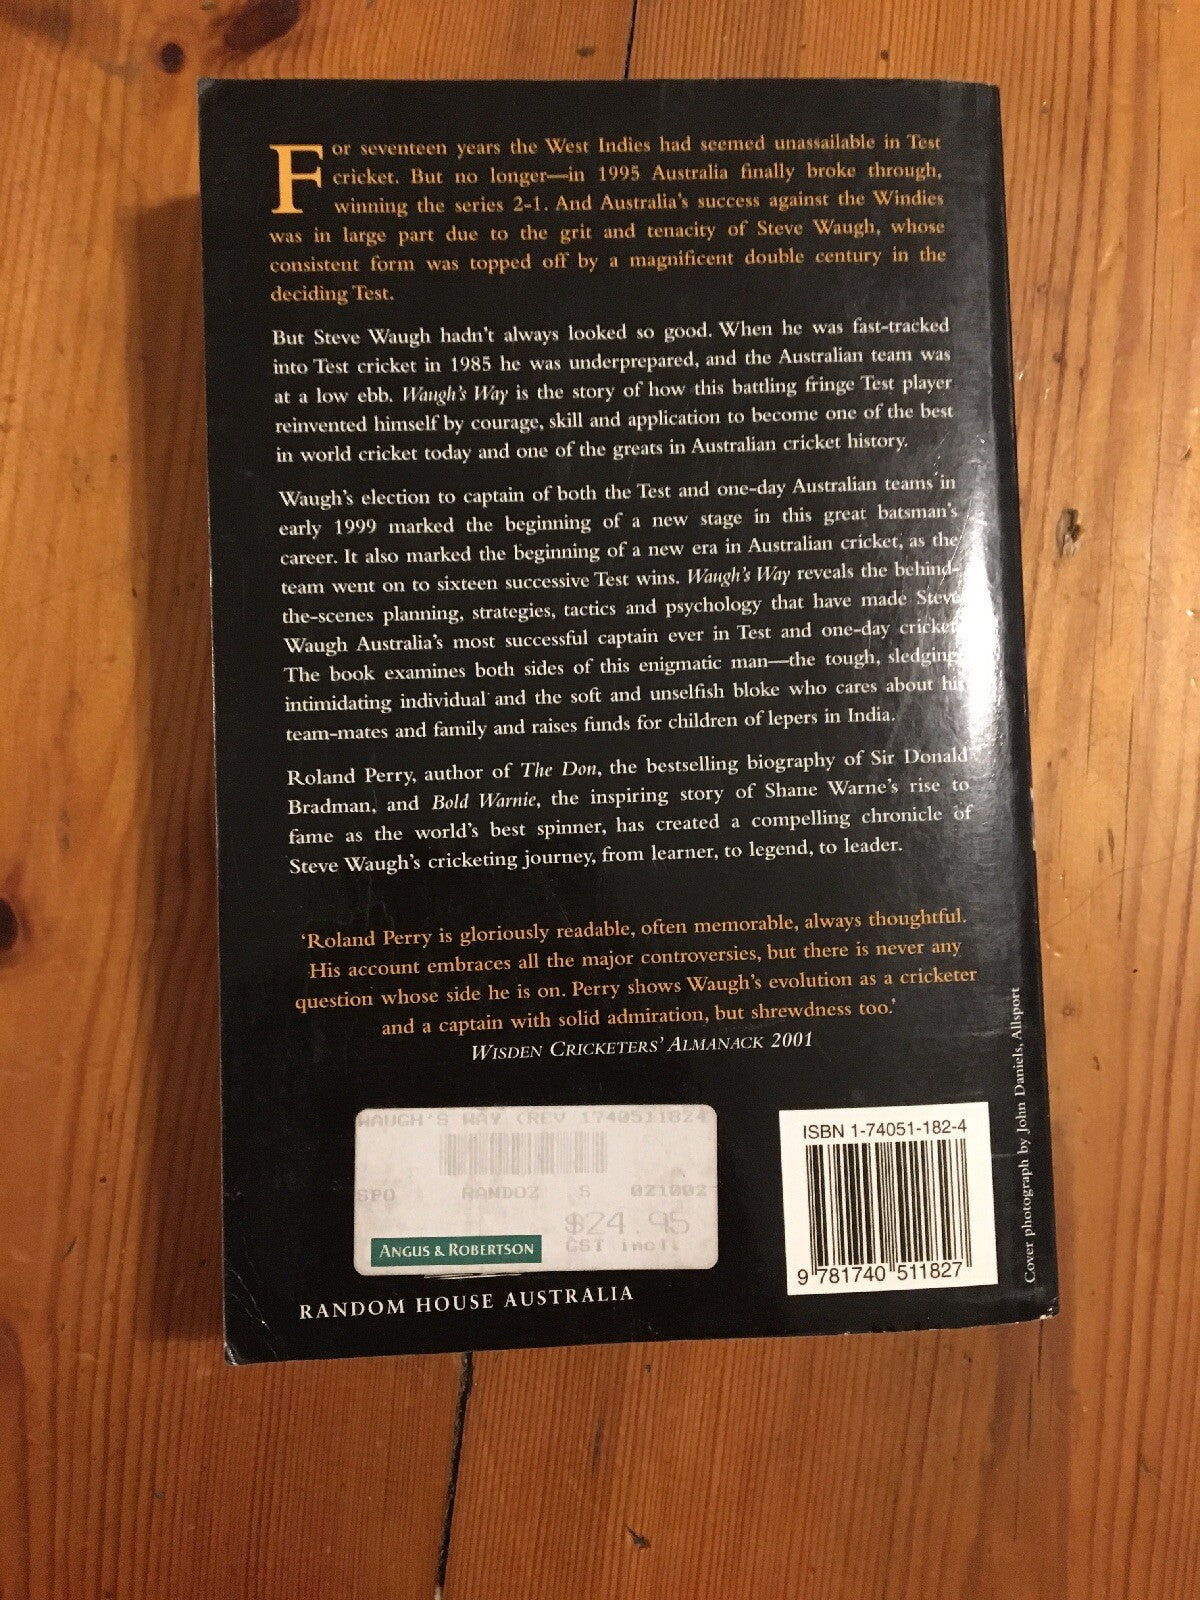 For seventeen years the West Indies had seemed unassailable in Test
cricket. But no longer—in 1995 Australia finally broke through,
winning the series 2-1. And Australia's success against the Windies
was in large part due to the grit and tenacity of Steve Waugh, whose
consistent form was topped off by a magnificent double century in the
deciding Test.
But Steve Waugh hadn't always looked so good. When he was fast-tracked
into Test cricket in 1985 he was underprepared, and the Australian team was
at a low ebb. Waugh's Way is the story of how this battling fringe Test player
reinvented himself by courage, skill and application to become one of the best
in world cricket today and one of the greats in Australian cricket history.
Waugh's election to captain of both the Test and one-day Australian teams in
early 1999 marked the beginning of a new stage in this great batsman's
career. It also marked the beginning of a new era in Australian cricket, as the
team went on to sixteen successive Test wins. Waugh's Way reveals the behind-
the-scenes planning, strategies, tactics and psychology that have made Steve
Waugh Australia's most successful captain ever in Test and one-day cricket.
The book examines both sides of this enigmatic man—the tough, sledging,
intimidating individual and the soft and unselfish bloke who cares about his
team-mates and family and raises funds for children of lepers in India.
Roland Perry, author of The Don, the bestselling biography of Sir Donald
Bradman, and Bold Warnie, the inspiring story of Shane Warne's rise to
fame as the world's best spinner, has created a compelling chronicle of
Steve Waugh's cricketing journey, from learner, to legend, to leader.
'Roland Perry is gloriously readable, often memorable, always thoughtful.
His account embraces all the major controversies, but there is never any
question whose side he is on. Perry shows Waugh's evolution as a cricketer
and a captain with solid admiration, but shrewdness too.'
WISDEN CRICKETERS' ALMANACK 2001
WAUGH'S WAY (REV 1740511824
SPO RANDOZ S 021002
$24.95
GST incl
ANGUS & ROBERTSON
RANDOM HOUSE AUSTRALIA
ISBN 1-74051-182-4
9 781740 511827
Cover photograph by John Daniels, Allsport